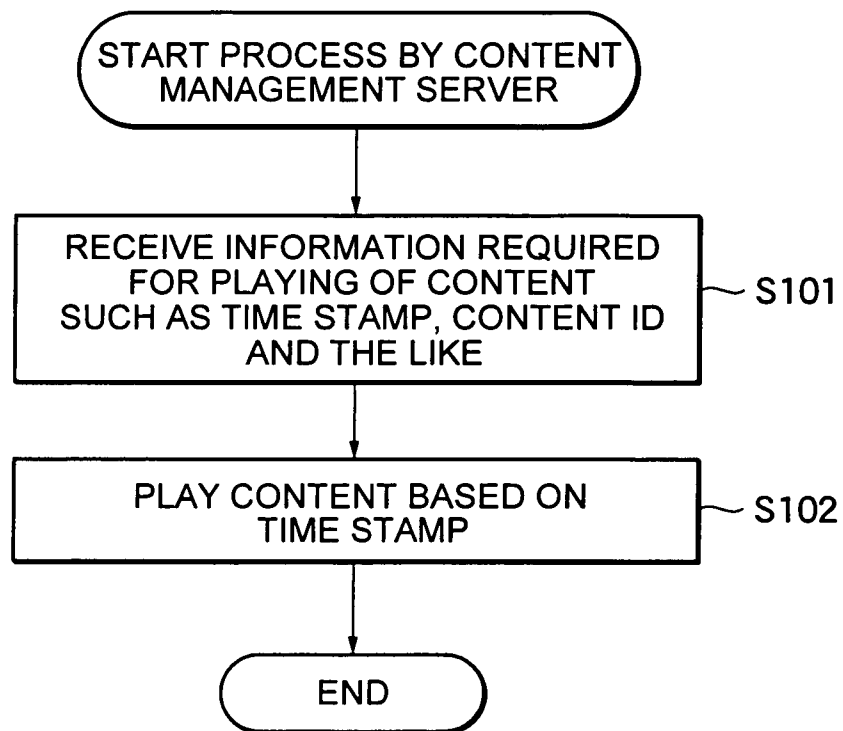 START PROCESS BY CONTENT
MANAGEMENT SERVER
RECEIVE INFORMATION REQUIRED
FOR PLAYING OF CONTENT
SUCH AS TIME STAMP, CONTENT ID
AND THE LIKE
S101
PLAY CONTENT BASED ON
TIME STAMP
S102
END